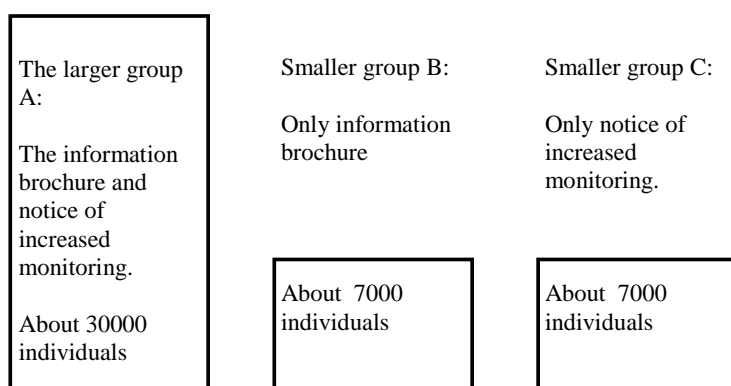 The larger group
A:
The information
brochure and
notice of
increased
monitoring.
About 30000
individuals
Smaller group B:
Only information
brochure
About 7000
individuals
Smaller group C:
Only notice of
increased
monitoring.
About 7000
individuals